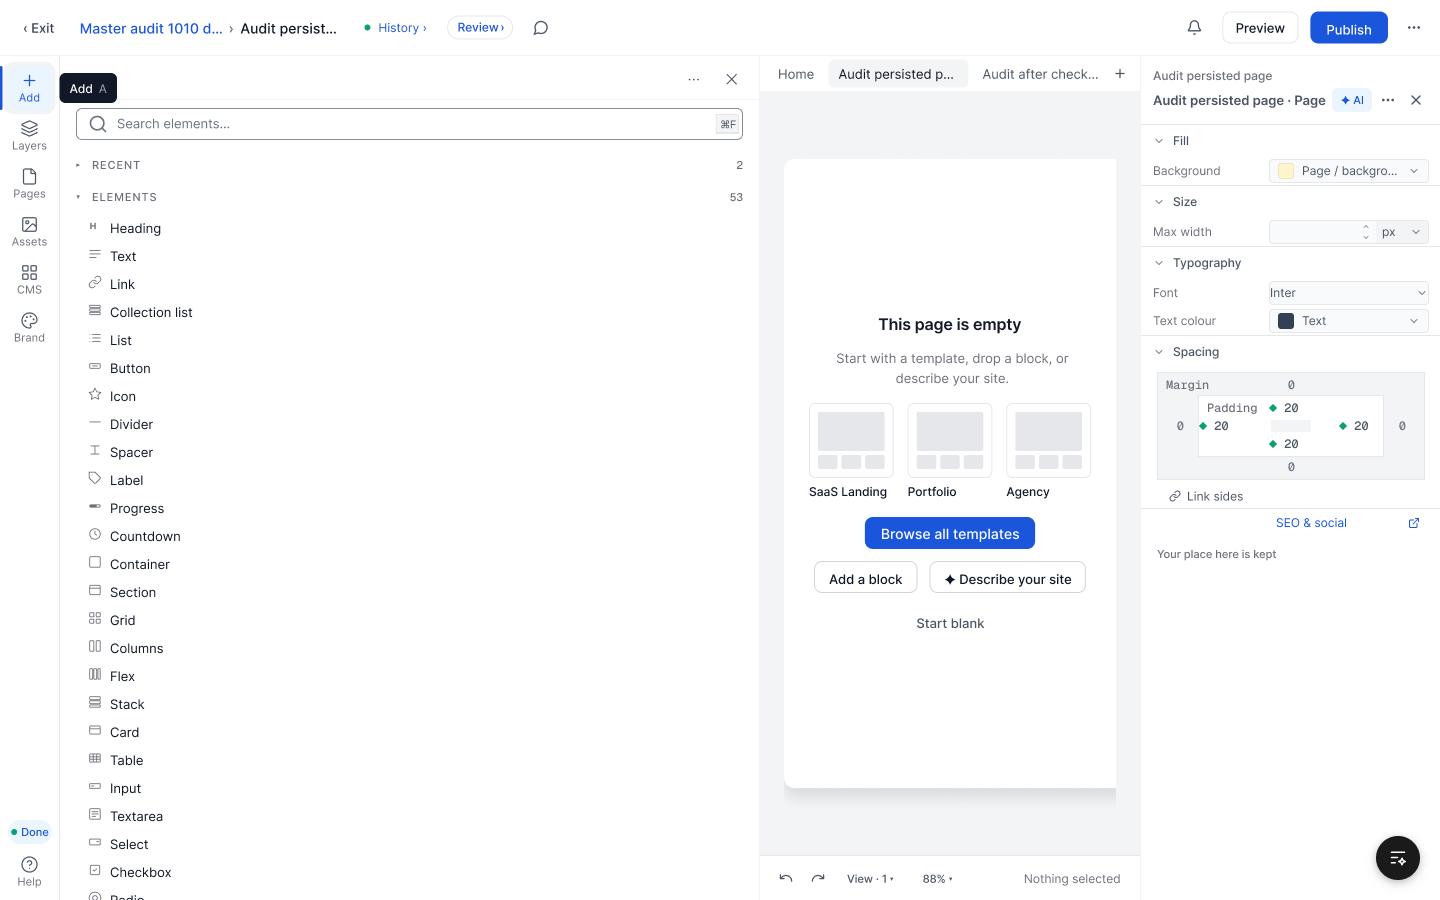 ‹ Exit
Master audit 1010 d... › Audit persist...
History ›
Review ›
Preview
Publish
Add
Layers
Pages
Assets
CMS
Brand
Done
Help
Add A
Search elements...
⌘F
RECENT 2
ELEMENTS 53
Heading
Text
Link
Collection list
List
Button
Icon
Divider
Spacer
Label
Progress
Countdown
Container
Section
Grid
Columns
Flex
Stack
Card
Table
Input
Textarea
Select
Checkbox
Radio
Home
Audit persisted p...
Audit after check...
This page is empty
Start with a template, drop a block, or
describe your site.
SaaS Landing
Portfolio
Agency
Browse all templates
Add a block
Describe your site
Start blank
View · 1
88%
Nothing selected
Audit persisted page
Audit persisted page · Page
AI
Fill
Background
Page / backgro...
Size
Max width
px
Typography
Font
Inter
Text colour
Text
Spacing
Margin 0
Padding 20
0 20 20 0
20
0
Link sides
SEO & social
Your place here is kept